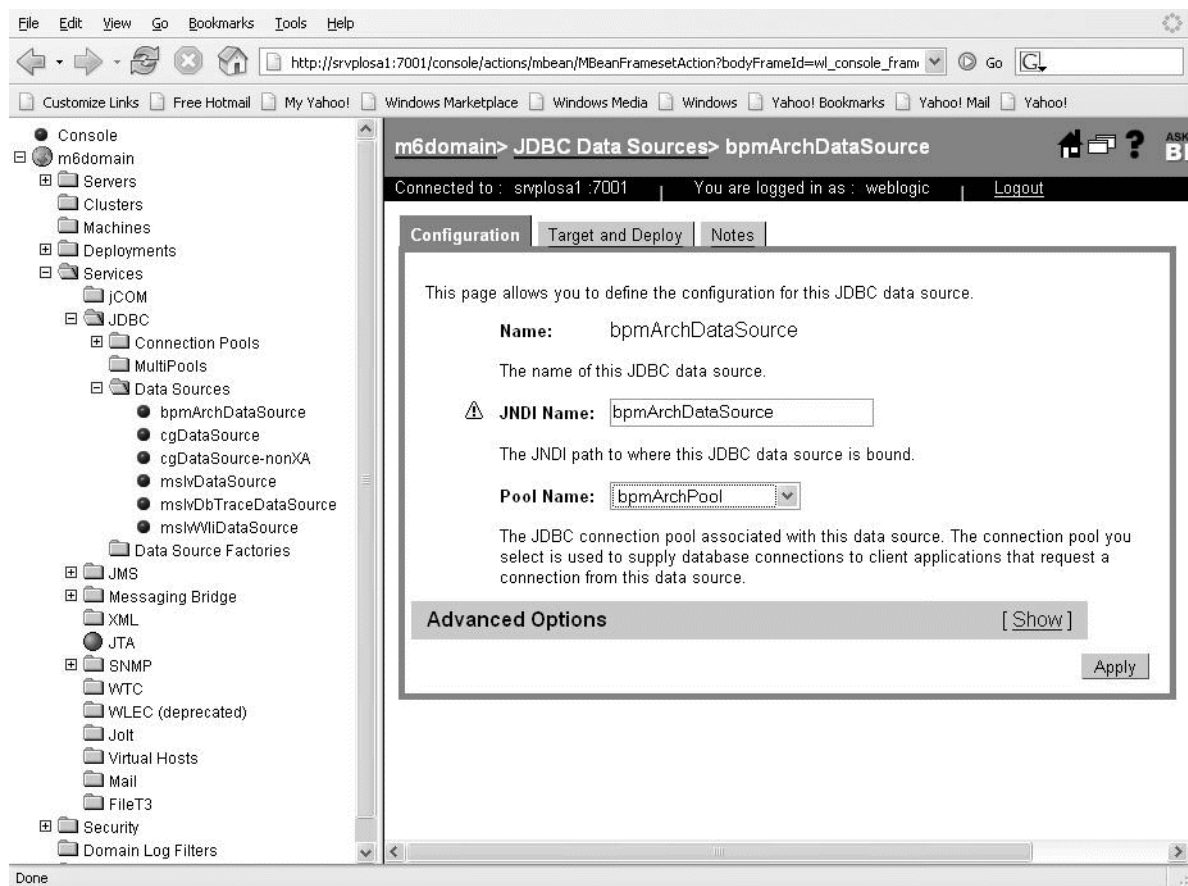 File Edit View Go Bookmarks Tools Help
http://srvplosa1:7001/console/actions/mbean/MBeanFramesetAction?bodyFrameId=wl_console_fram
Go
G
Customize Links Free Hotmail My Yahoo! Windows Marketplace Windows Media Windows Yahoo! Bookmarks Yahoo! Mail Yahoo!
Console
m6domain
Servers
Clusters
Machines
Deployments
Services
jCOM
JDBC
Connection Pools
MultiPools
Data Sources
bpmArchDataSource
cgDataSource
cgDataSource-nonXA
mslvDataSource
mslvDbTraceDataSource
mslvWliDataSource
Data Source Factories
JMS
Messaging Bridge
XML
JTA
SNMP
WTC
WLEC (deprecated)
Jolt
Virtual Hosts
Mail
FileT3
Security
Domain Log Filters
m6domain> JDBC Data Sources> bpmArchDataSource
?
ASK
Connected to : srvplosa1 :7001 You are logged in as : weblogic Logout
Configuration Target and Deploy Notes
This page allows you to define the configuration for this JDBC data source.
Name: bpmArchDataSource
The name of this JDBC data source.
JNDI Name: bpmArchDataSource
The JNDI path to where this JDBC data source is bound.
Pool Name: bpmArchPool
The JDBC connection pool associated with this data source. The connection pool you
select is used to supply database connections to client applications that request a
connection from this data source.
Advanced Options [ Show ]
Apply
Done